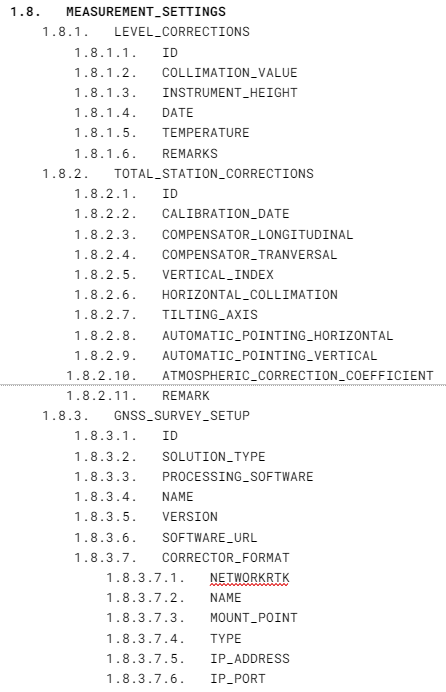 1.8. MEASUREMENT_SETTINGS
1.8.1. LEVEL_CORRECTIONS
1.8.1.1. ID
1.8.1.2. COLLIMATION_VALUE
1.8.1.3. INSTRUMENT_HEIGHT
1.8.1.4. DATE
1.8.1.5. TEMPERATURE
1.8.1.6. REMARKS
1.8.2. TOTAL_STATION_CORRECTIONS
1.8.2.1. ID
1.8.2.2. CALIBRATION_DATE
1.8.2.3. COMPENSATOR_LONGITUDINAL
1.8.2.4. COMPENSATOR_TRANVERSAL
1.8.2.5. VERTICAL_INDEX
1.8.2.6. HORIZONTAL_COLLIMATION
1.8.2.7. TILTING_AXIS
1.8.2.8. AUTOMATIC_POINTING_HORIZONTAL
1.8.2.9. AUTOMATIC_POINTING_VERTICAL
1.8.2.10. ATMOSPHERIC_CORRECTION_COEFFICIENT
1.8.2.11. REMARK
1.8.3. GNSS_SURVEY_SETUP
1.8.3.1. ID
1.8.3.2. SOLUTION_TYPE
1.8.3.3. PROCESSING_SOFTWARE
1.8.3.4. NAME
1.8.3.5. VERSION
1.8.3.6. SOFTWARE_URL
1.8.3.7. CORRECTOR_FORMAT
1.8.3.7.1. NETWORKRTK
1.8.3.7.2. NAME
1.8.3.7.3. MOUNT_POINT
1.8.3.7.4. TYPE
1.8.3.7.5. IP_ADDRESS
1.8.3.7.6. IP_PORT